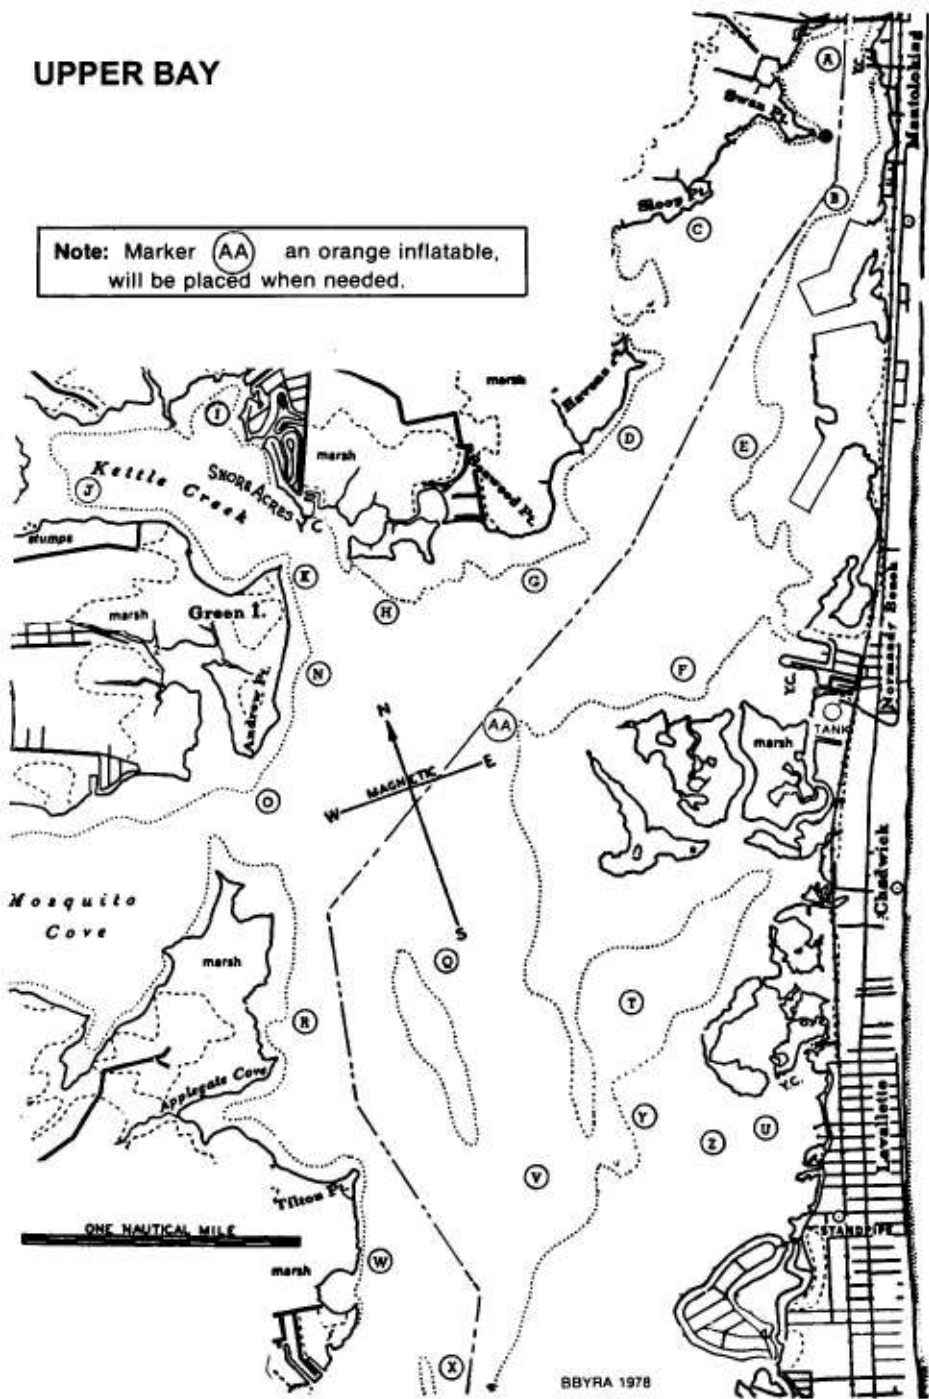 UPPER BAY
Note: Marker AA an orange inflatable,
will be placed when needed.
A
Y.C.
Mantoloking
Swan Pt.
B
Sloop Pt.
C
marsh
Havens Pt.
I
D
E
marsh
Kettle Creek
J
SHORE ACRES
Y.C.
stumps
K
G
H
marsh
Green I.
Normandy Beach
N
F
Andrew Pt.
Y.C.
N
AA
marsh
TANK
E
MAGNETIC
W
O
Chadwick
Mosquito
Cove
S
marsh
Q
T
R
Applegate Cove
Y.C.
Lavallette
Y
U
Z
V
Tilton Pt.
ONE NAUTICAL MILE
STANDPIPE
W
marsh
X
BBYRA 1978